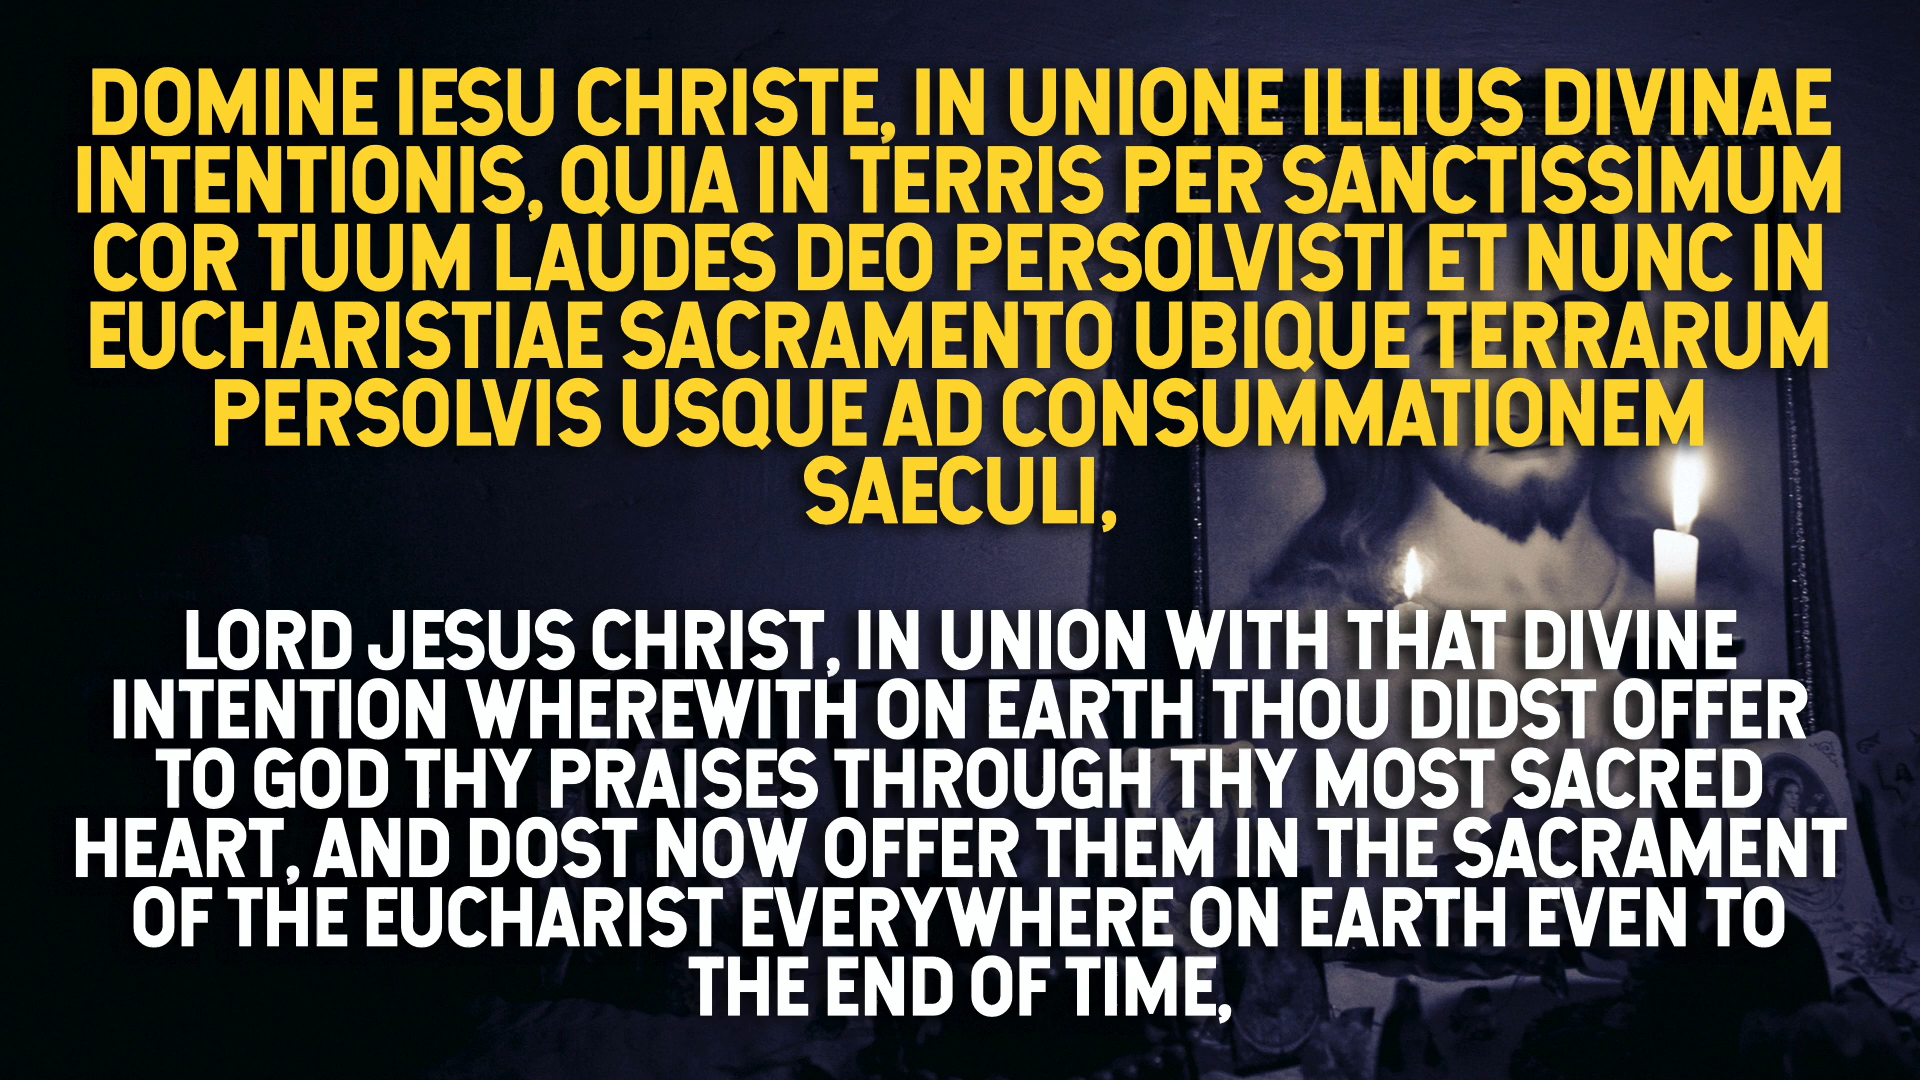 DOMINE IESU CHRISTE, IN UNIONE ILLIUS DIVINAE
INTENTIONIS, QUIA IN TERRIS PER SANCTISSIMUM
COR TUUM LAUDES DEO PERSOLVISTI ET NUNC IN
EUCHARISTIAE SACRAMENTO UBIQUE TERRARUM
PERSOLVIS USQUE AD CONSUMMATIONEM
SAECULI,
LORD JESUS CHRIST, IN UNION WITH THAT DIVINE
INTENTION WHEREWITH ON EARTH THOU DIDST OFFER
TO GOD THY PRAISES THROUGH THY MOST SACRED
HEART, AND DOST NOW OFFER THEM IN THE SACRAMENT
OF THE EUCHARIST EVERYWHERE ON EARTH EVEN TO
THE END OF TIME,